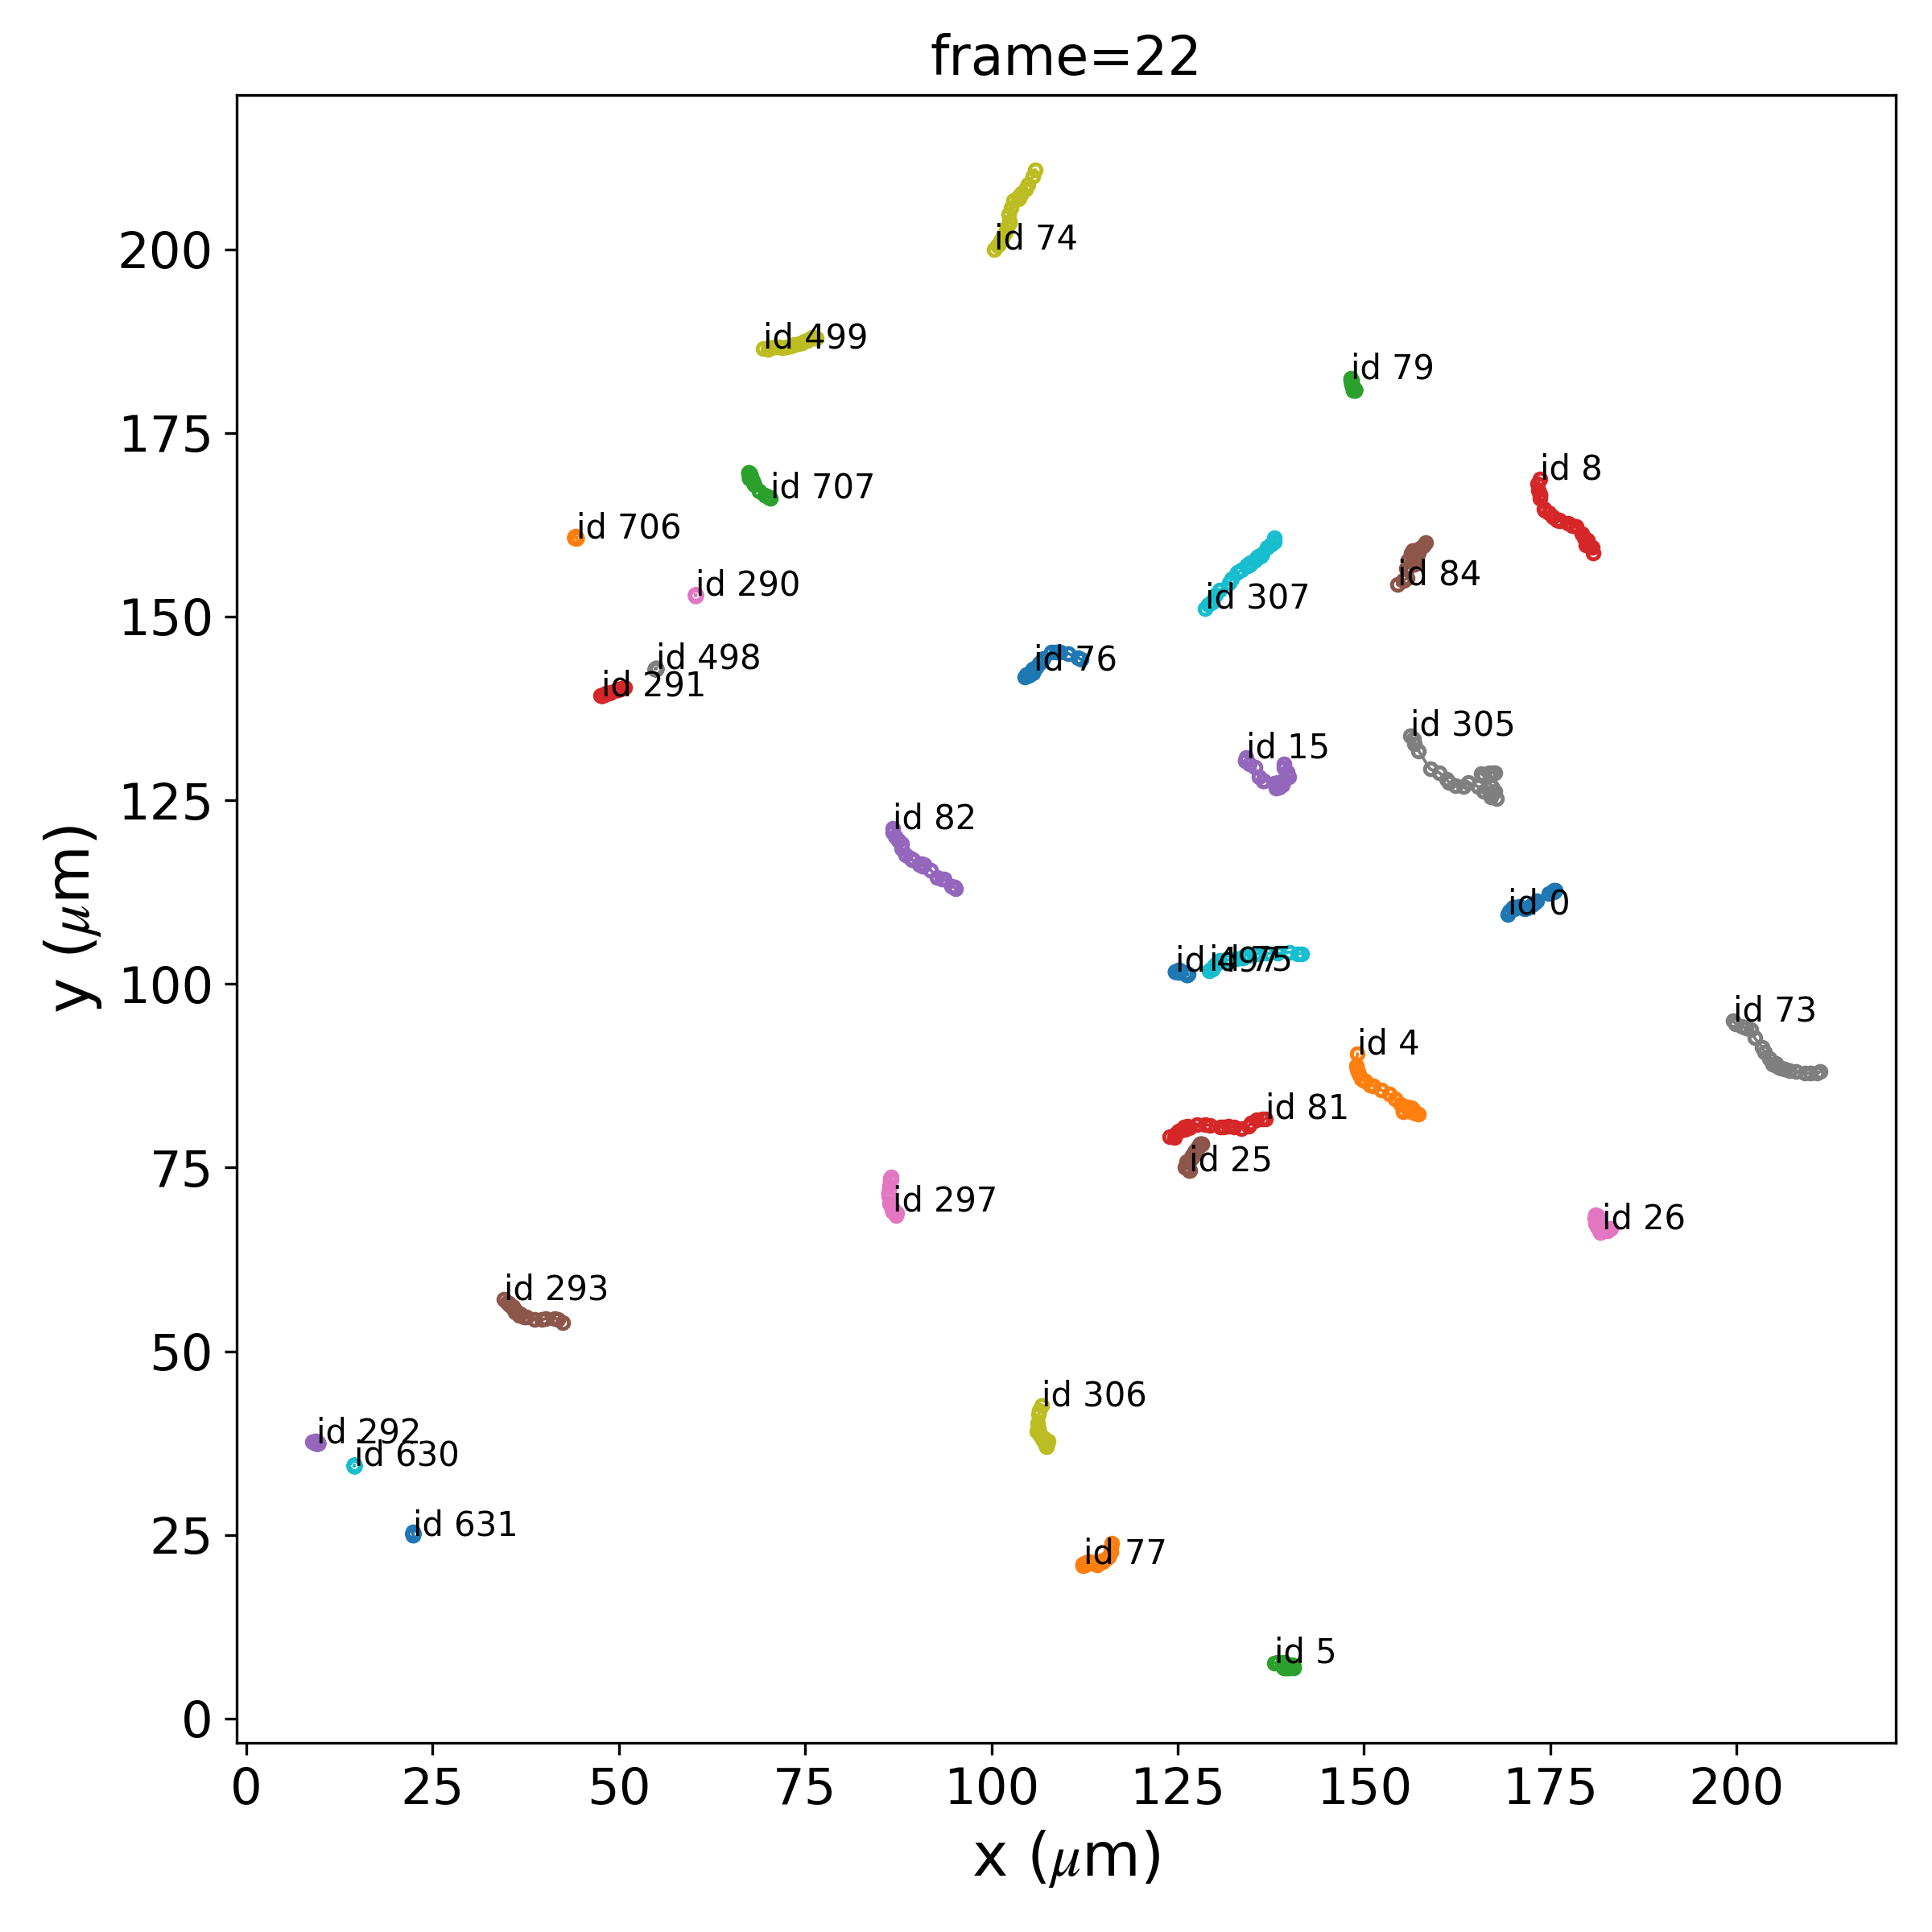 frame=22
id 74
id 499
id 79
id 8
id 707
id 706
id 84
id 290
id 307
id 498
id 76
id 291
id 305
id 15
id 82
id 0
id 497
id 75
id 73
id 4
id 81
id 25
id 297
id 26
id 293
id 306
id 292
id 630
id 631
id 77
id 5
200
175
150
125
100
75
50
25
0
y (μm)
0 25 50 75 100 125 150 175 200
x (μm)